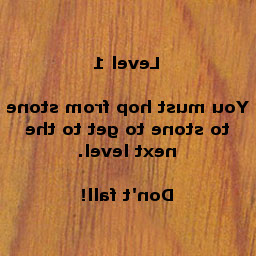 Level 1
You must hop from stone
to stone to get to the
next level.
Don't fall!